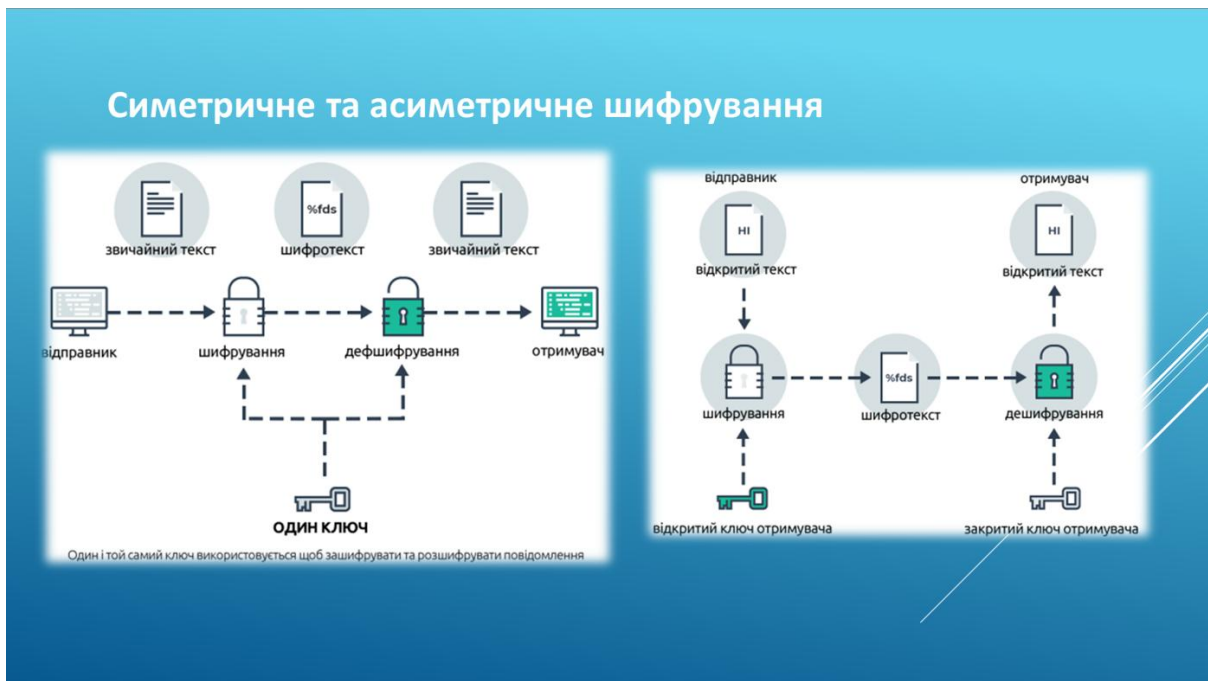 Симетричне та асиметричне шифрування
%fds
звичайний текст
шифротекст
звичайний текст
відправник
шифрування
дефшифрування
отримувач
ОДИН КЛЮЧ
Один і той самий ключ використовується щоб зашифрувати та розшифрувати повідомлення
відправник
отримувач
HI
HI
відкритий текст
відкритий текст
%fds
шифрування
шифротекст
дешифрування
відкритий ключ отримувача
закритий ключ отримувача